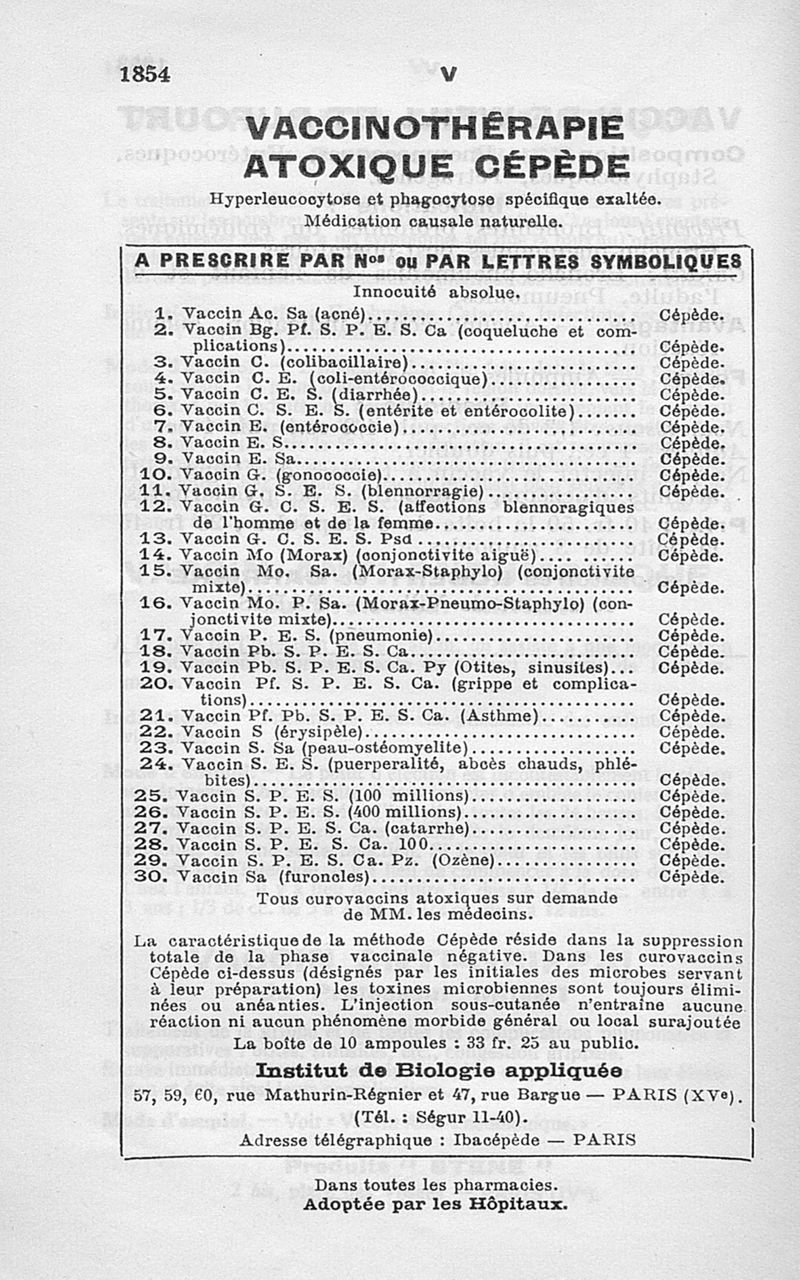 1854 V
VACCINOTHÉRAPIE
ATOXIQUE CÉPÈDE
Hyperleucocytose et phagocytose spécifique exaltée.
Médication causale naturelle.
A PRESCRIRE PAR Nos ou PAR LETTRES SYMBOLIQUES
Innocuité absolue.
1. Vaccin Ac. Sa (acné)........................ Cépède.
2. Vaccin Bg. Pf. S. P. E. S. Ca (coqueluche et com-
plications)........................ Cépède.
3. Vaccin C. (colibacillaire)........................ Cépède.
4. Vaccin C. E. (coli-entérococcique)................ Cépède.
5. Vaccin C. E. S. (diarrhée)........................ Cépède.
6. Vaccin C. S. E. S. (entérite et entérocolite)....... Cépède.
7. Vaccin E. (entérococcie)........................ Cépède.
8. Vaccin E. S........................ Cépède.
9. Vaccin E. Sa........................ Cépède.
10. Vaccin G. (gonococcie)........................ Cépède.
11. Vaccin G. S. E. S. (blennorragie)................ Cépède.
12. Vaccin G. C. S. E. S. (affections blennoragiques
de l'homme et de la femme........................ Cépède.
13. Vaccin G. C. S. E. S. Psd ........................ Cépède.
14. Vaccin Mo (Morax) (conjonctivite aiguë).... ....... Cépède.
15. Vaccin Mo. Sa. (Morax-Staphylo) (conjonctivite
mixte)........................ Cépède.
16. Vaccin Mo. P. Sa. (Morax-Pneumo-Staphylo) (con-
jonctivite mixte)........................ Cépède.
17. Vaccin P. E. S. (pneumonie)........................ Cépède.
18. Vaccin Pb. S. P. E. S. Ca........................ Cépède.
19. Vaccin Pb. S. P. E. S. Ca. Py (Otites, sinusites)... Cépède.
20. Vaccin Pf. S. P. E. S. Ca. (grippe et complica-
tions)........................ Cépède.
21. Vaccin Pf. Pb. S. P. E. S. Ca. (Asthme)........... Cépède.
22. Vaccin S (érysipèle)........................ Cépède.
23. Vaccin S. Sa (peau-ostéomyelite).................. Cépède.
24. Vaccin S. E. S. (puerperalité, abcès chauds, phlé-
bites)........................ Cépède.
25. Vaccin S. P. E. S. (100 millions).................. Cépède.
26. Vaccin S. P. E. S. (400 millions).................. Cépède.
27. Vaccin S. P. E. S. Ca. (catarrhe).................. Cépède.
28. Vaccin S. P. E. S. Ca. 100........................ Cépède.
29. Vaccin S. P. E. S. Ca. Pz. (Ozène)............... Cépède.
30. Vaccin Sa (furoncles)........................ Cépède.
Tous curovaccins atoxiques sur demande
de MM. les médecins.
La caractéristique de la méthode Cépède réside dans la suppression
totale de la phase vaccinale négative. Dans les curovaccins
Cépède ci-dessus (désignés par les initiales des microbes servant
à leur préparation) les toxines microbiennes sont toujours élimi-
nées ou anéanties. L'injection sous-cutanée n'entraine aucune
réaction ni aucun phénomène morbide général ou local surajoutée
La boîte de 10 ampoules : 33 fr. 25 au public.
Institut de Biologie appliquée
57, 59, 60, rue Mathurin-Régnier et 47, rue Bargue — PARIS (XVe).
(Tél. : Ségur 11-40).
Adresse télégraphique : Ibacépède — PARIS
Dans toutes les pharmacies.
Adoptée par les Hôpitaux.